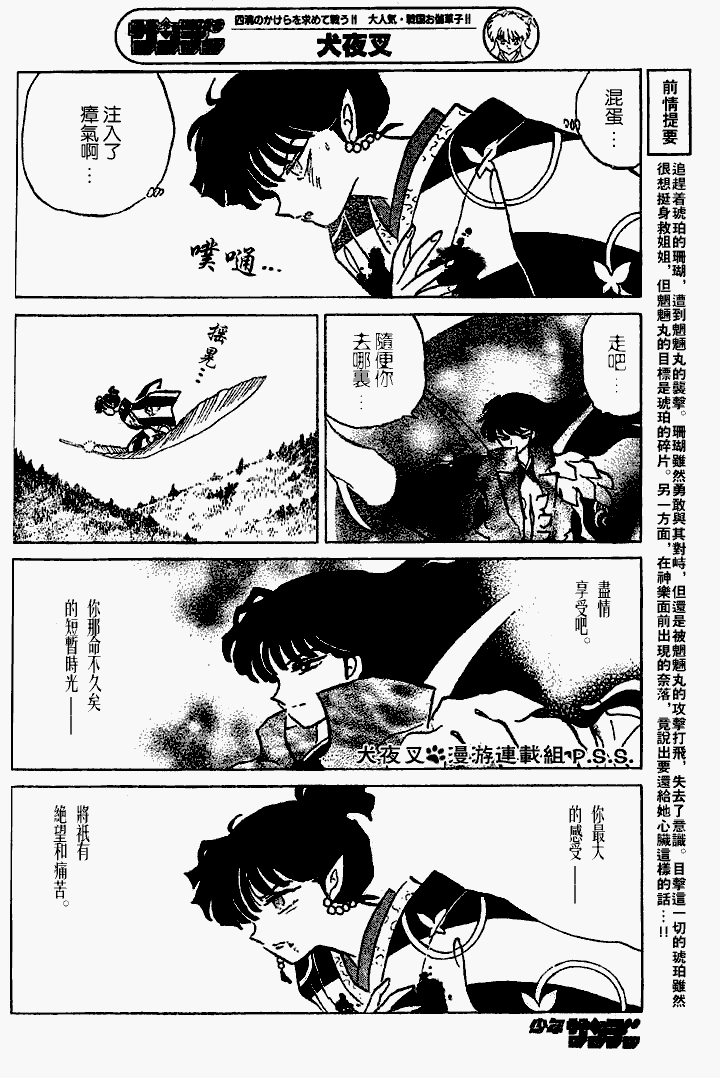 四魂のかけらを求めて戦う!! 大人気・戦国お伽草子!!
犬夜叉
前情提要
追趕着琥珀的珊瑚，遭到魍魎丸的襲擊。珊瑚雖然勇敢與其對峙，但還是被魍魎丸的攻擊打飛，失去了意識。目擊這一切的琥珀雖然
很想挺身救姐姐，但魍魎丸的目標是琥珀的碎片。另一方面，在神樂面前出現的奈落，竟說出要還給她心臟這樣的話…!!
混蛋…
注入了
瘴氣啊…
噗通…
走吧…
隨便你
去哪裏…
搖晃…
盡情
享受吧。
你那命不久矣
的短暫時光——
犬夜叉 漫游連載組 P.S.S.
你最大
的感受——
將祇有
絕望和痛苦。
少年